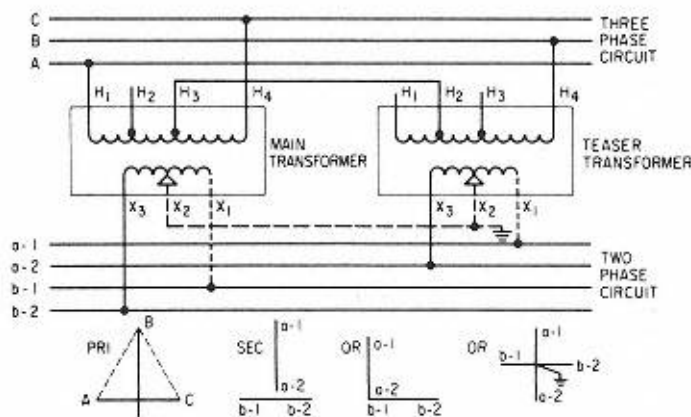 C
THREE
B
PHASE
A
CIRCUIT
H1 H2 H3 H4
H1 H2 H3 H4
MAIN
TRANSFORMER
TEASER
TRANSFORMER
X3 X2 X1
X3 X2 X1
a-1
a-2
TWO
PHASE
b-1
CIRCUIT
b-2
PRI
B
A
C
SEC
a-1
a-2
b-1 b-2
OR
a-1
a-2
b-1 b-2
OR
a-1
b-1
b-2
a-2